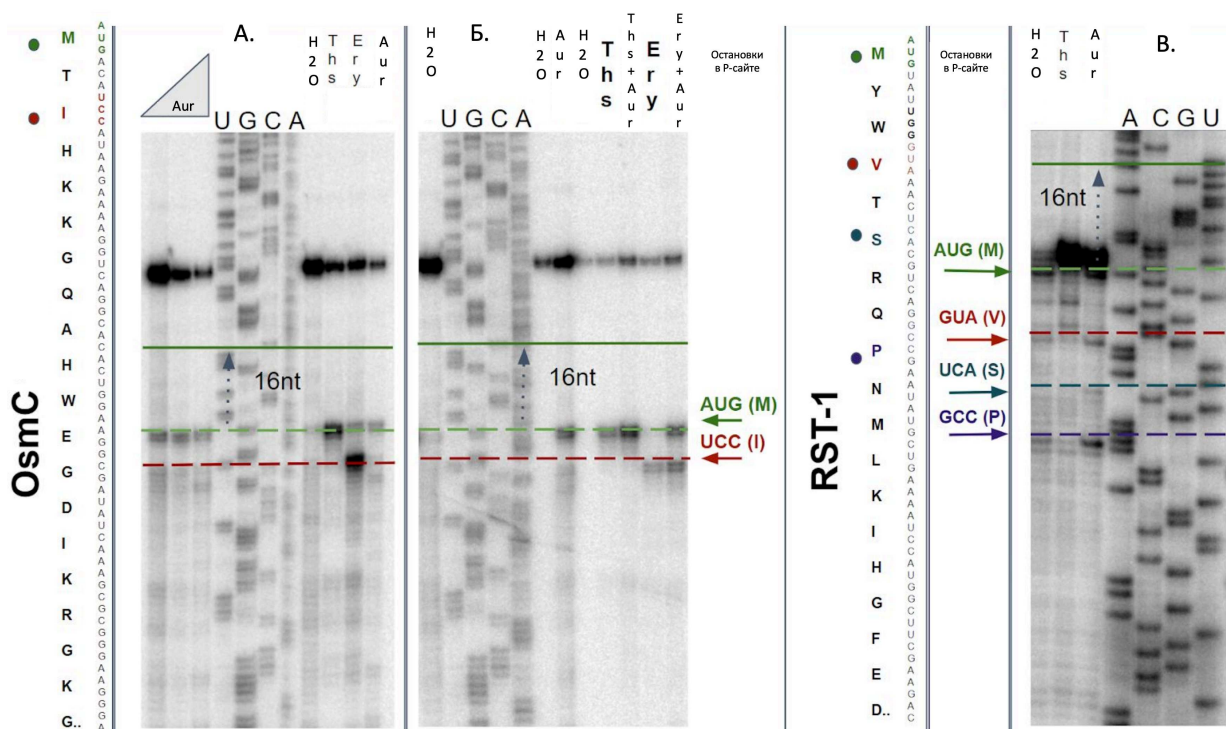 OsmC
M T I H K K G Q A H W E G D I K R G K G..
А.
Aur
U G C A
H2O Ths Ery Aur
16nt
Б.
H2O
U G C A
H2O Aur H2O Ths Ths+Aur Ery Ery+Aur
16nt
Остановки
в Р-сайте
AUG (M)
UCC (I)
RST-1
M Y W V T S R Q P N M L K I H G F E D..
Остановки
в Р-сайте
AUG (M)
GUA (V)
UCA (S)
GCC (P)
В.
H2O Ths Aur
A C G U
16nt